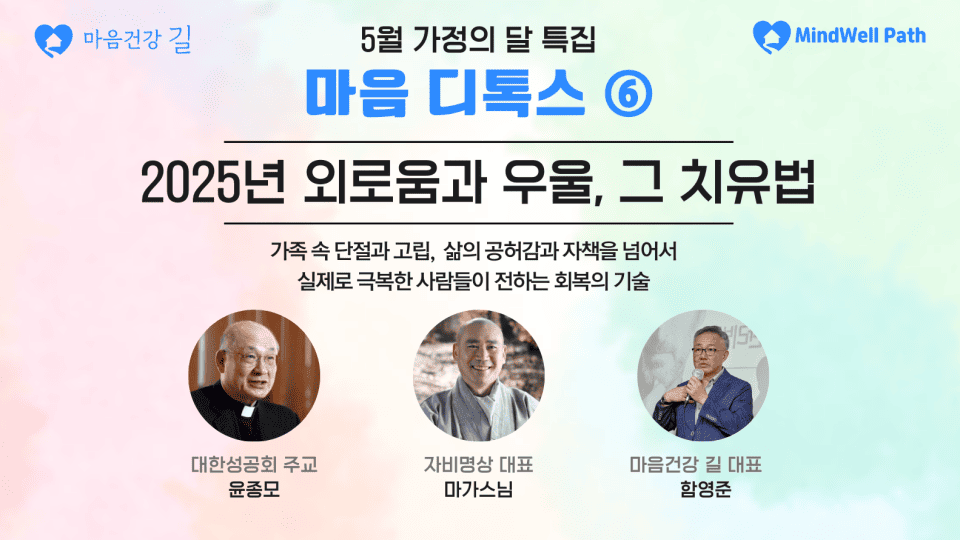 마음건강 길
5월 가정의 달 특집
MindWell Path
마음 디톡스 ⑥
2025년 외로움과 우울, 그 치유법
가족 속 단절과 고립, 삶의 공허감과 자책을 넘어서
실제로 극복한 사람들이 전하는 회복의 기술
대한성공회 주교
윤종모
자비명상 대표
마가스님
마음건강 길 대표
함영준